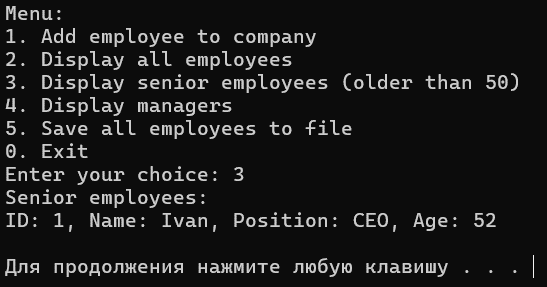 Menu:
1. Add employee to company
2. Display all employees
3. Display senior employees (older than 50)
4. Display managers
5. Save all employees to file
0. Exit
Enter your choice: 3
Senior employees:
ID: 1, Name: Ivan, Position: CEO, Age: 52
Для продолжения нажмите любую клавишу . . .